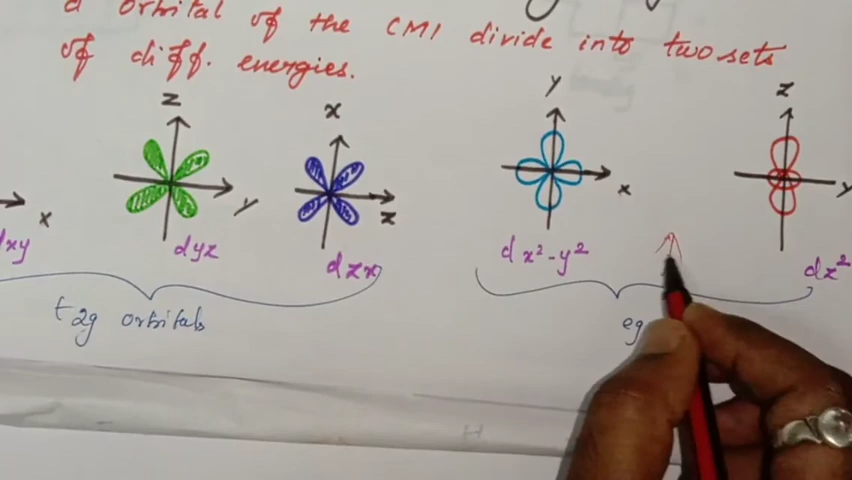 d orbital of the CMI divide into two sets
of diff. energies.
Z
x
y
z
x
y
z
x
y
dxy
dyz
dzx
d x²-y²
dz²
t2g orbitals
eg